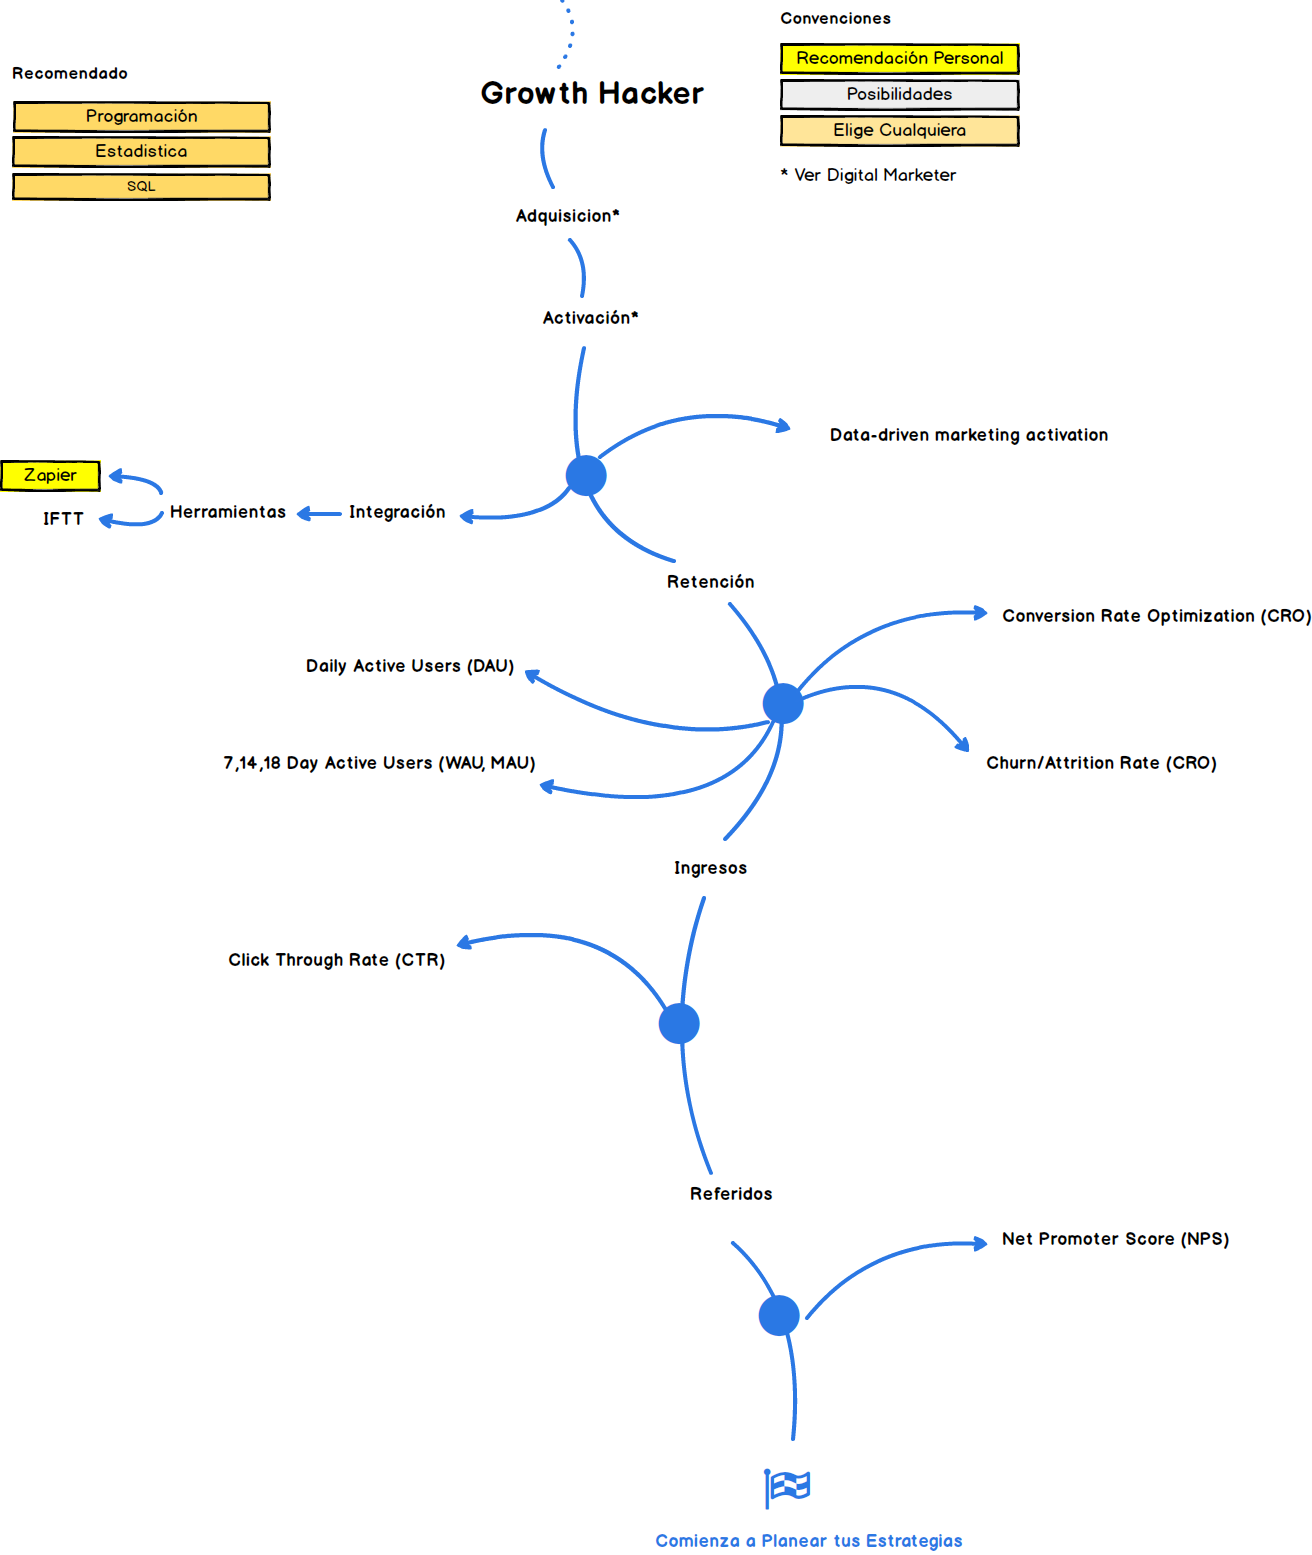 Convenciones
Recomendación Personal
Posibilidades
Elige Cualquiera
* Ver Digital Marketer
Recomendado
Programación
Estadistica
SQL
Growth Hacker
Adquisicion*
Activación*
Data-driven marketing activation
Zapier
IFTT
Herramientas
Integración
Retención
Conversion Rate Optimization (CRO)
Daily Active Users (DAU)
7,14,18 Day Active Users (WAU, MAU)
Churn/Attrition Rate (CRO)
Ingresos
Click Through Rate (CTR)
Referidos
Net Promoter Score (NPS)
Comienza a Planear tus Estrategias